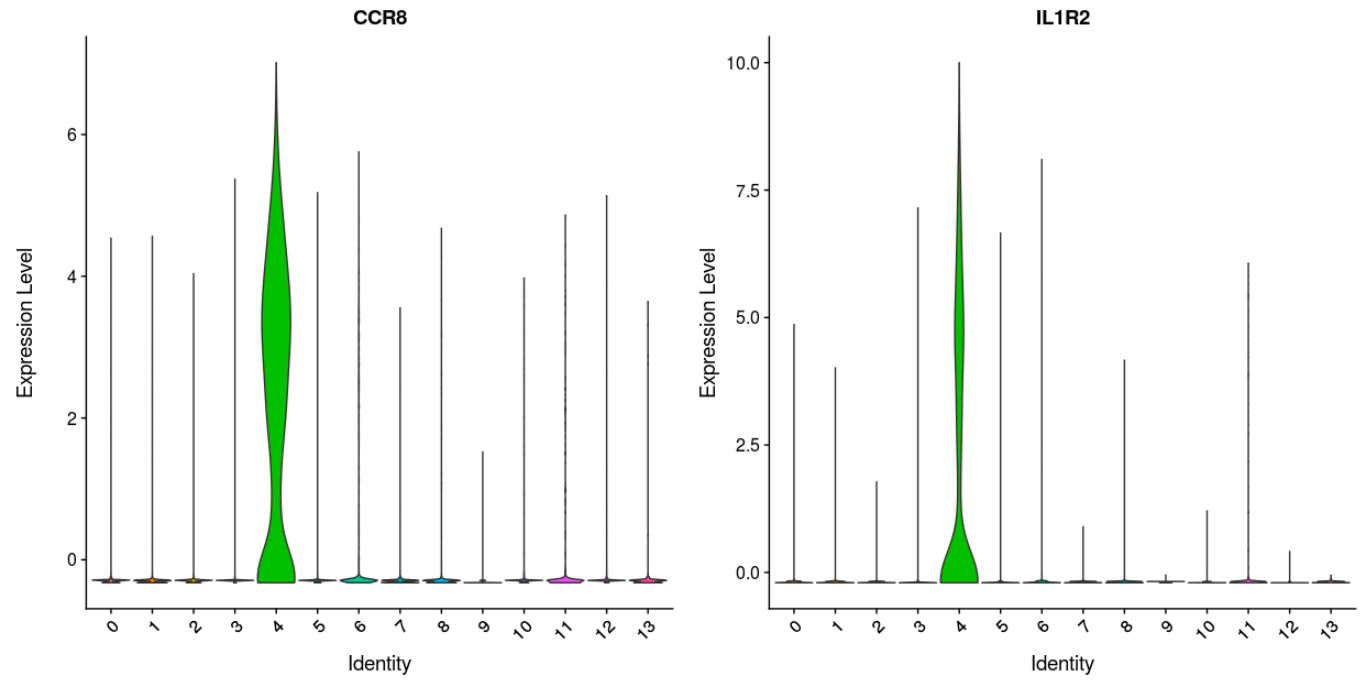 CCR8
Expression Level
6
4
2
0
0 1 2 3 4 5 6 7 8 9 10 11 12 13
Identity
IL1R2
Expression Level
10.0
7.5
5.0
2.5
0.0
0 1 2 3 4 5 6 7 8 9 10 11 12 13
Identity